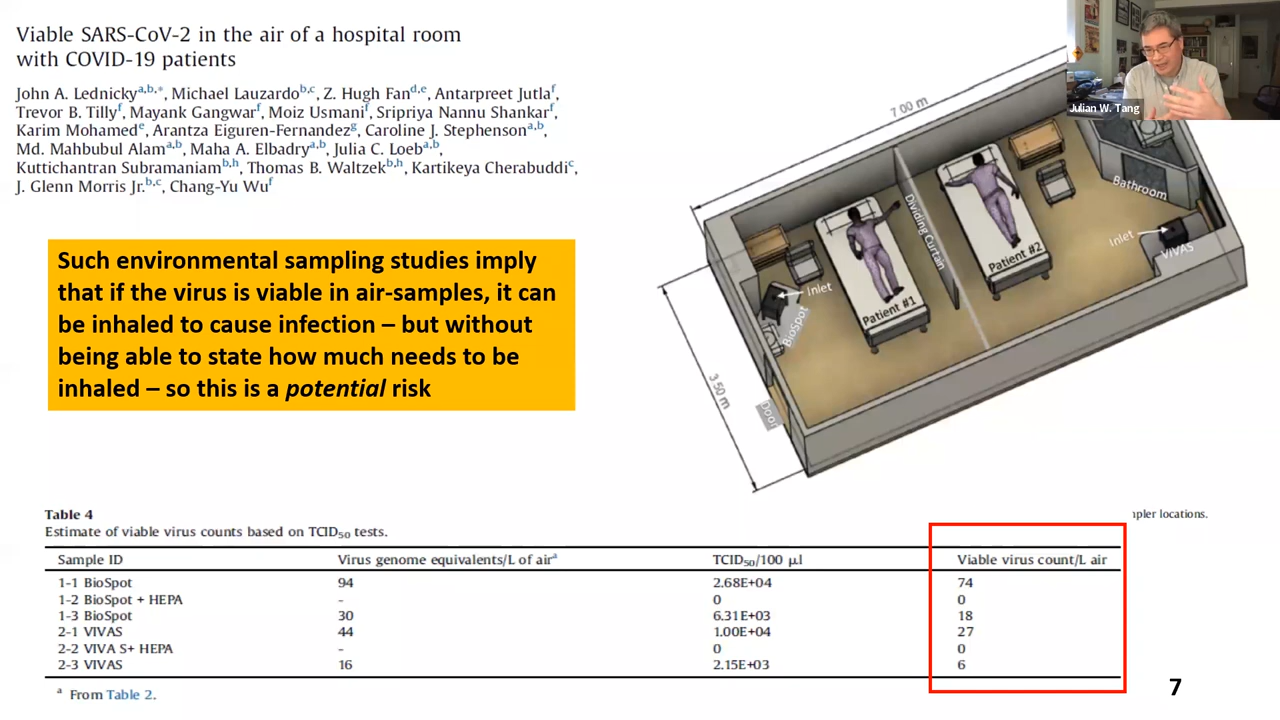 Viable SARS-CoV-2 in the air of a hospital room
with COVID-19 patients
John A. Lednicky a,b,*, Michael Lauzardo b,c, Z. Hugh Fan d,e, Antarpreet Jutla f,
Trevor B. Tilly f, Mayank Gangwar f, Moiz Usmani f, Sripriya Nannu Shankar f,
Karim Mohamed e, Arantza Eiguren-Fernandez g, Caroline J. Stephenson a,b,
Md. Mahbubul Alam a,b, Maha A. Elbadry a,b, Julia C. Loeb a,b,
Kuttichantran Subramaniam b,h, Thomas B. Waltzek b,h, Kartikeya Cherabuddi c,
J. Glenn Morris Jr. b,c, Chang-Yu Wu f
Julian W. Tang
7.00 m
3.50 m
Bathroom
Dividing Curtain
Inlet
VIVAS
Patient #2
Inlet
BioSpot
Patient #1
Door
Such environmental sampling studies imply
that if the virus is viable in air-samples, it can
be inhaled to cause infection – but without
being able to state how much needs to be
inhaled – so this is a potential risk
pler locations.
Table 4
Estimate of viable virus counts based on TCID50 tests.
Sample ID Virus genome equivalents/L of air a TCID50/100 µl Viable virus count/L air
1-1 BioSpot 94 2.68E+04 74
1-2 BioSpot + HEPA - 0 0
1-3 BioSpot 30 6.31E+03 18
2-1 VIVAS 44 1.00E+04 27
2-2 VIVA S+ HEPA - 0 0
2-3 VIVAS 16 2.15E+03 6
a From Table 2.
7